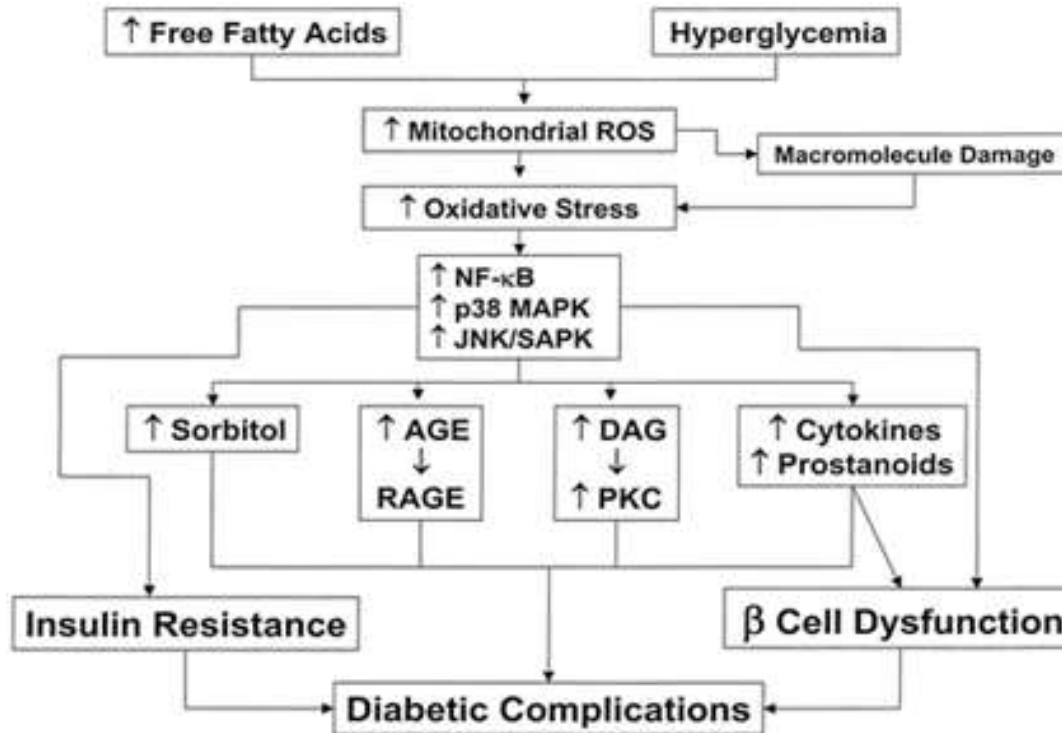 ↑ Free Fatty Acids
Hyperglycemia
↑ Mitochondrial ROS
Macromolecule Damage
↑ Oxidative Stress
↑ NF-κB
↑ p38 MAPK
↑ JNK/SAPK
↑ Sorbitol
↑ AGE
↓
RAGE
↑ DAG
↓
↑ PKC
↑ Cytokines
↑ Prostanoids
Insulin Resistance
β Cell Dysfunction
Diabetic Complications